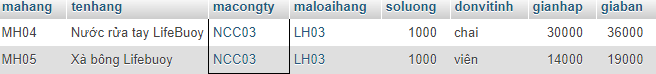 mahang tenhang macongty maloaihang soluong donvitinh gianhap giaban
MH04 Nước rửa tay LifeBuoy NCC03 LH03 1000 chai 30000 36000
MH05 Xà bông Lifebuoy NCC03 LH03 1000 viên 14000 19000